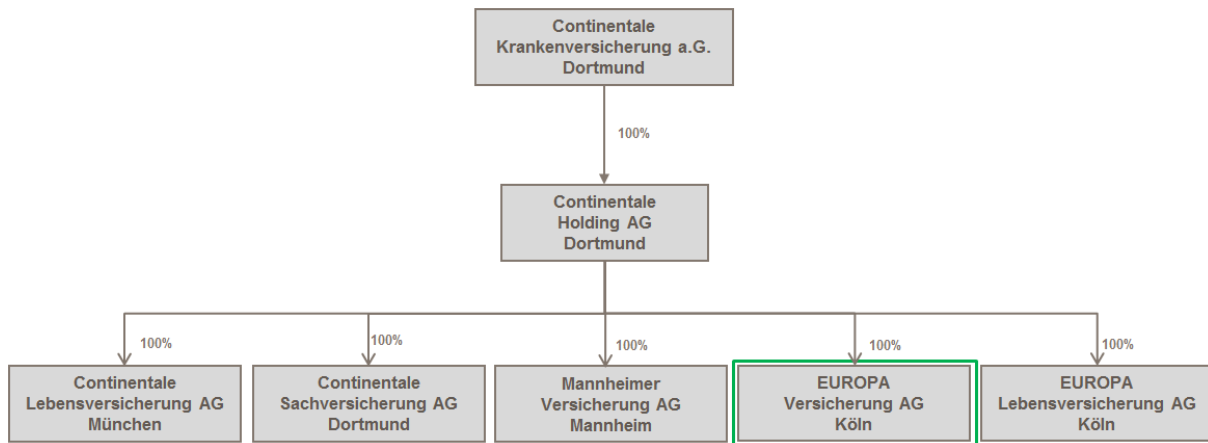 Continentale
Krankenversicherung a.G.
Dortmund
100%
Continentale
Holding AG
Dortmund
100%
100%
100%
100%
100%
Continentale
Lebensversicherung AG
München
Continentale
Sachversicherung AG
Dortmund
Mannheimer
Versicherung AG
Mannheim
EUROPA
Versicherung AG
Köln
EUROPA
Lebensversicherung AG
Köln